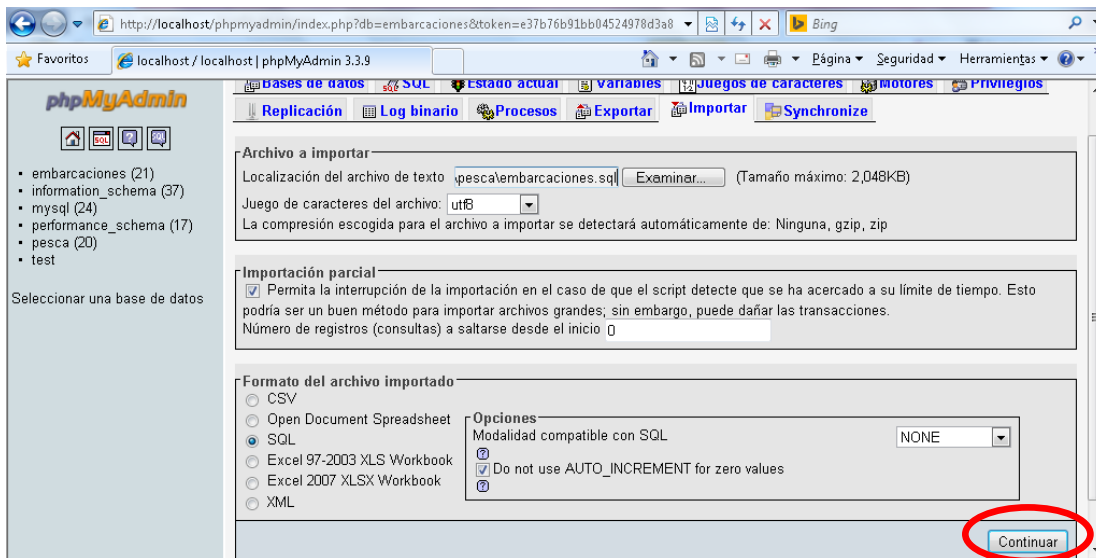 http://localhost/phpmyadmin/index.php?db=embarcaciones&token=e37b76b91bb04524978d3a8
Bing
Favoritos
localhost / localhost | phpMyAdmin 3.3.9
Página
Seguridad
Herramientas
phpMyAdmin
SQL
embarcaciones (21)
information_schema (37)
mysql (24)
performance_schema (17)
pesca (20)
test
Seleccionar una base de datos
Bases de datos SQL Estado actual Variables Juegos de caracteres Motores Privilegios
Replicación Log binario Procesos Exportar Importar Synchronize
Archivo a importar
Localización del archivo de texto \pesca\embarcaciones.sql Examinar... (Tamaño máximo: 2,048KB)
Juego de caracteres del archivo: utf8
La compresión escogida para el archivo a importar se detectará automáticamente de: Ninguna, gzip, zip
Importación parcial
Permita la interrupción de la importación en el caso de que el script detecte que se ha acercado a su límite de tiempo. Esto
podría ser un buen método para importar archivos grandes; sin embargo, puede dañar las transacciones.
Número de registros (consultas) a saltarse desde el inicio 0
Formato del archivo importado
CSV
Open Document Spreadsheet
SQL
Excel 97-2003 XLS Workbook
Excel 2007 XLSX Workbook
XML
Opciones
Modalidad compatible con SQL NONE
Do not use AUTO_INCREMENT for zero values
Continuar